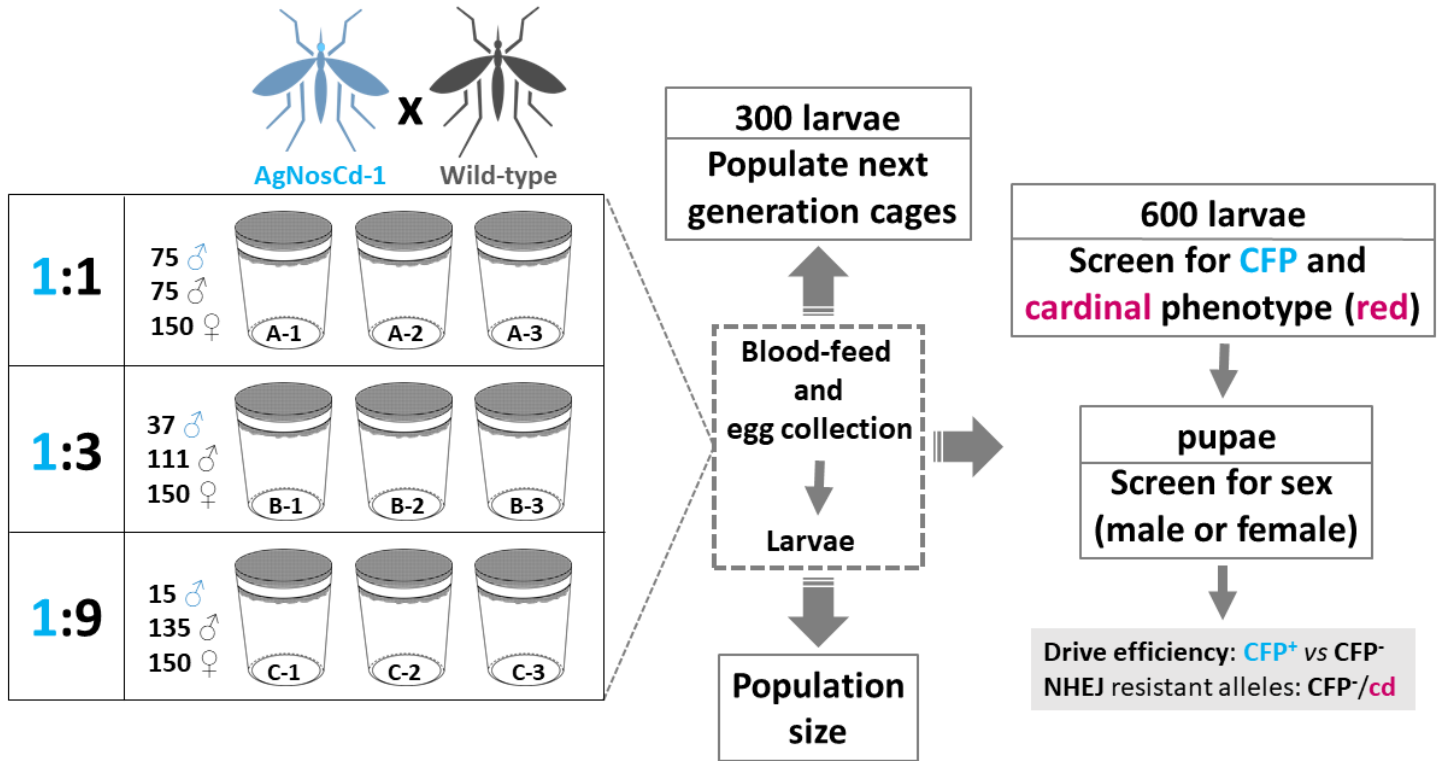 X
AgNosCd-1
Wild-type
1:1
75 ♂
75 ♂
150 ♀
A-1
A-2
A-3
1:3
37 ♂
111 ♂
150 ♀
B-1
B-2
B-3
1:9
15 ♂
135 ♂
150 ♀
C-1
C-2
C-3
300 larvae
Populate next
generation cages
Blood-feed
and
egg collection
Larvae
Population
size
600 larvae
Screen for CFP and
cardinal phenotype (red)
pupae
Screen for sex
(male or female)
Drive efficiency: CFP⁺ vs CFP⁻
NHEJ resistant alleles: CFP⁻/cd